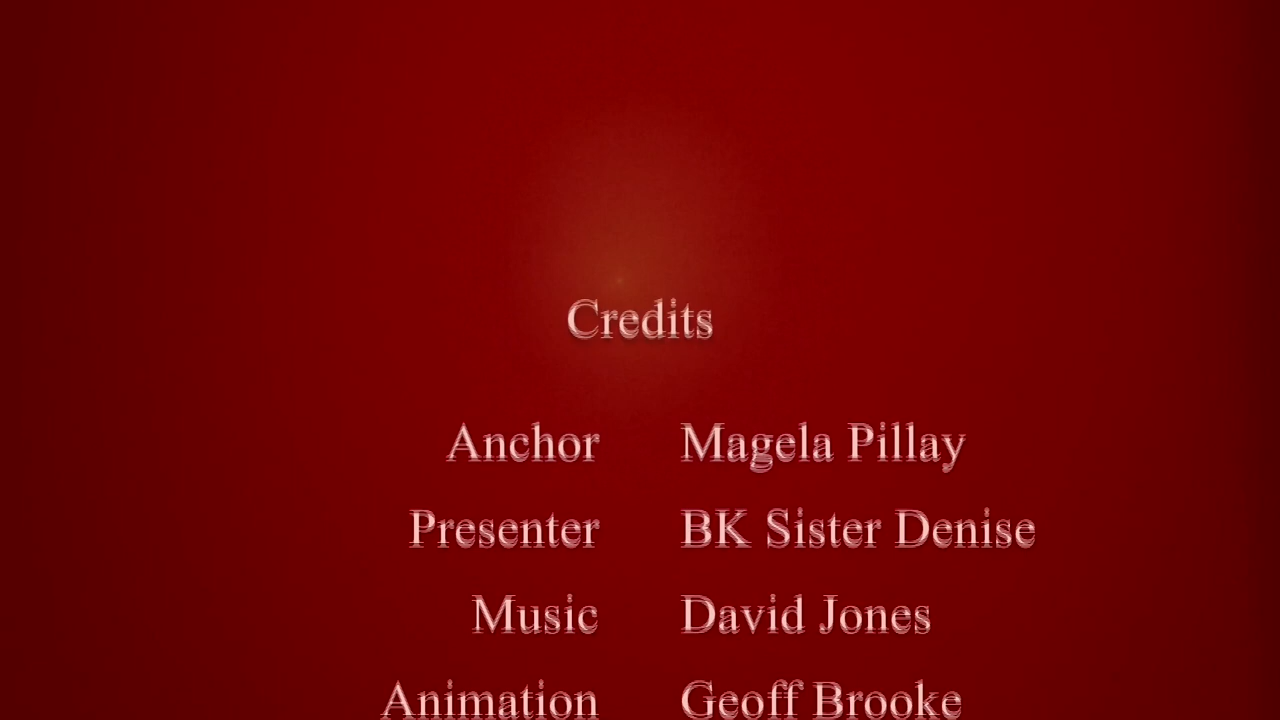 Credits
Anchor Magela Pillay
Presenter BK Sister Denise
Music David Jones
Animation Geoff Brooke